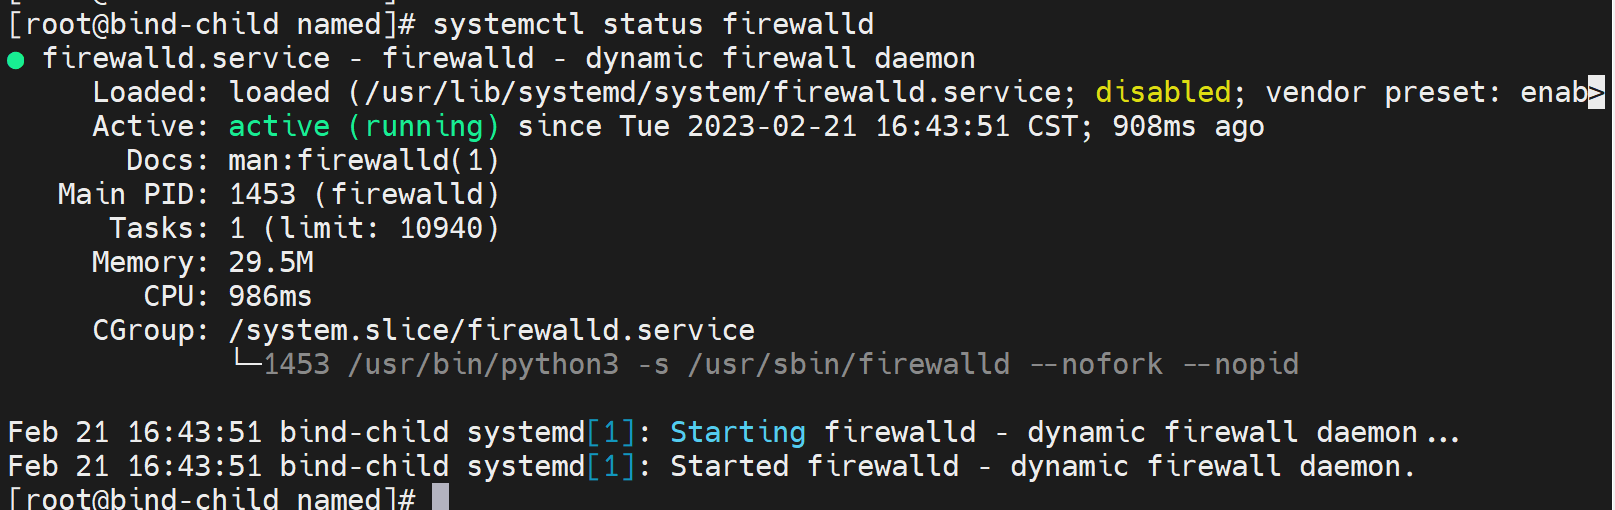 [root@bind-child named]# systemctl status firewalld
● firewalld.service - firewalld - dynamic firewall daemon
     Loaded: loaded (/usr/lib/systemd/system/firewalld.service; disabled; vendor preset: enab>
     Active: active (running) since Tue 2023-02-21 16:43:51 CST; 908ms ago
       Docs: man:firewalld(1)
   Main PID: 1453 (firewalld)
      Tasks: 1 (limit: 10940)
     Memory: 29.5M
        CPU: 986ms
     CGroup: /system.slice/firewalld.service
             └─1453 /usr/bin/python3 -s /usr/sbin/firewalld --nofork --nopid
Feb 21 16:43:51 bind-child systemd[1]: Starting firewalld - dynamic firewall daemon...
Feb 21 16:43:51 bind-child systemd[1]: Started firewalld - dynamic firewall daemon.
[root@bind-child named]#